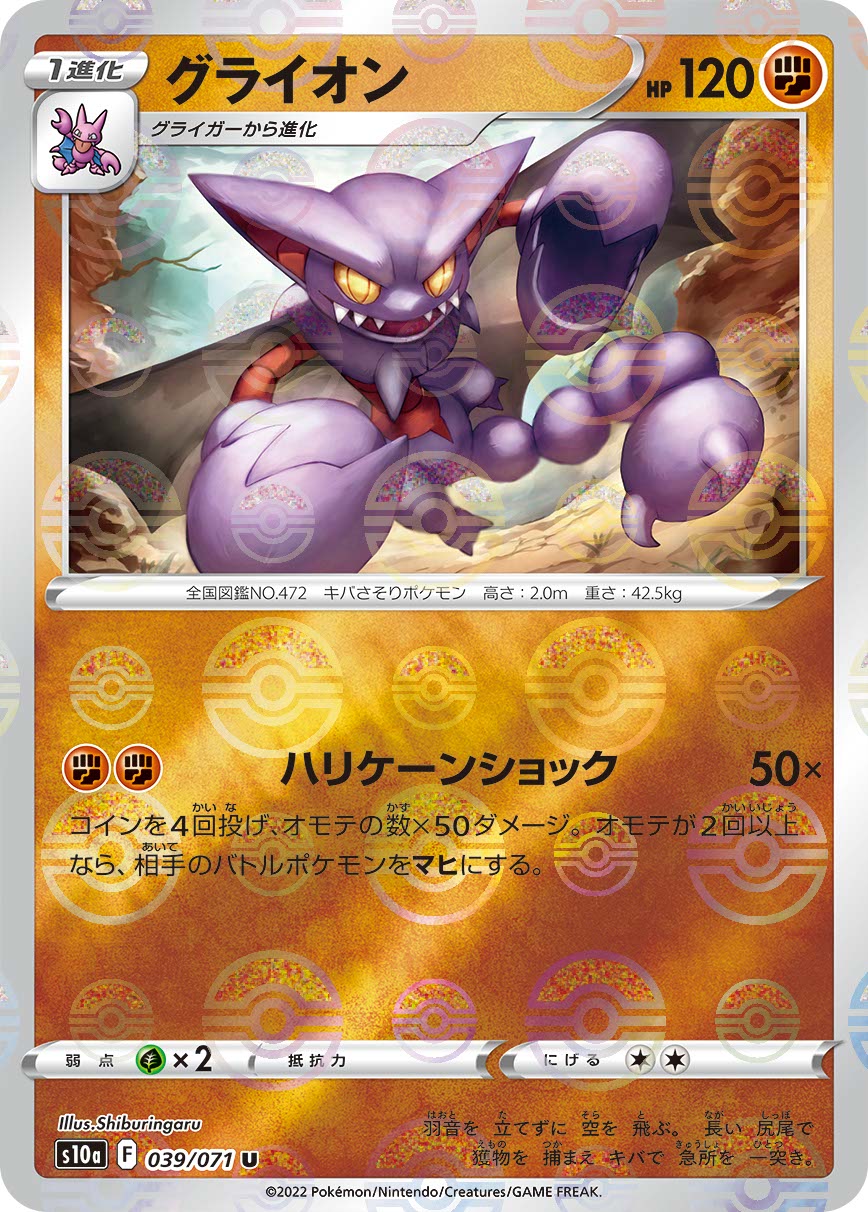 1進化
グライオン
HP 120
グライガーから進化
全国図鑑NO.472 キバさそりポケモン 高さ:2.0m 重さ:42.5kg
ハリケーンショック 50×
コインを4回投げ、オモテの数×50ダメージ。オモテが2回以上
なら、相手のバトルポケモンをマヒにする。
弱点 ×2 抵抗力 にげる
Illus.Shiburingaru
羽音を 立てずに 空を 飛ぶ。長い 尻尾で
獲物を 捕まえ キバで 急所を 一突き。
s10a F 039/071 U
©2022 Pokémon/Nintendo/Creatures/GAME FREAK.